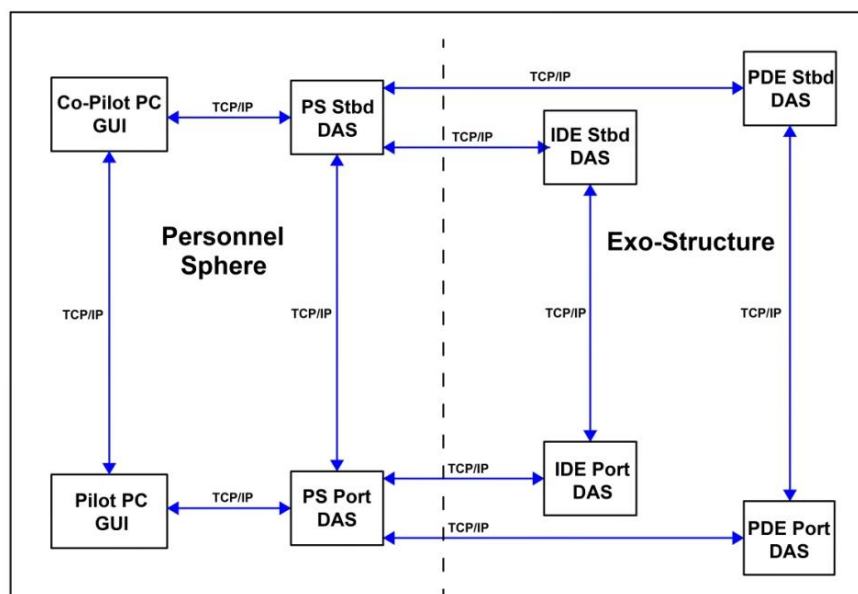 Co-Pilot PC
GUI
TCP/IP
PS Stbd
DAS
TCP/IP
PDE Stbd
DAS
TCP/IP
IDE Stbd
DAS
Personnel
Sphere
Exo-Structure
TCP/IP
TCP/IP
TCP/IP
TCP/IP
Pilot PC
GUI
TCP/IP
PS Port
DAS
TCP/IP
IDE Port
DAS
TCP/IP
PDE Port
DAS